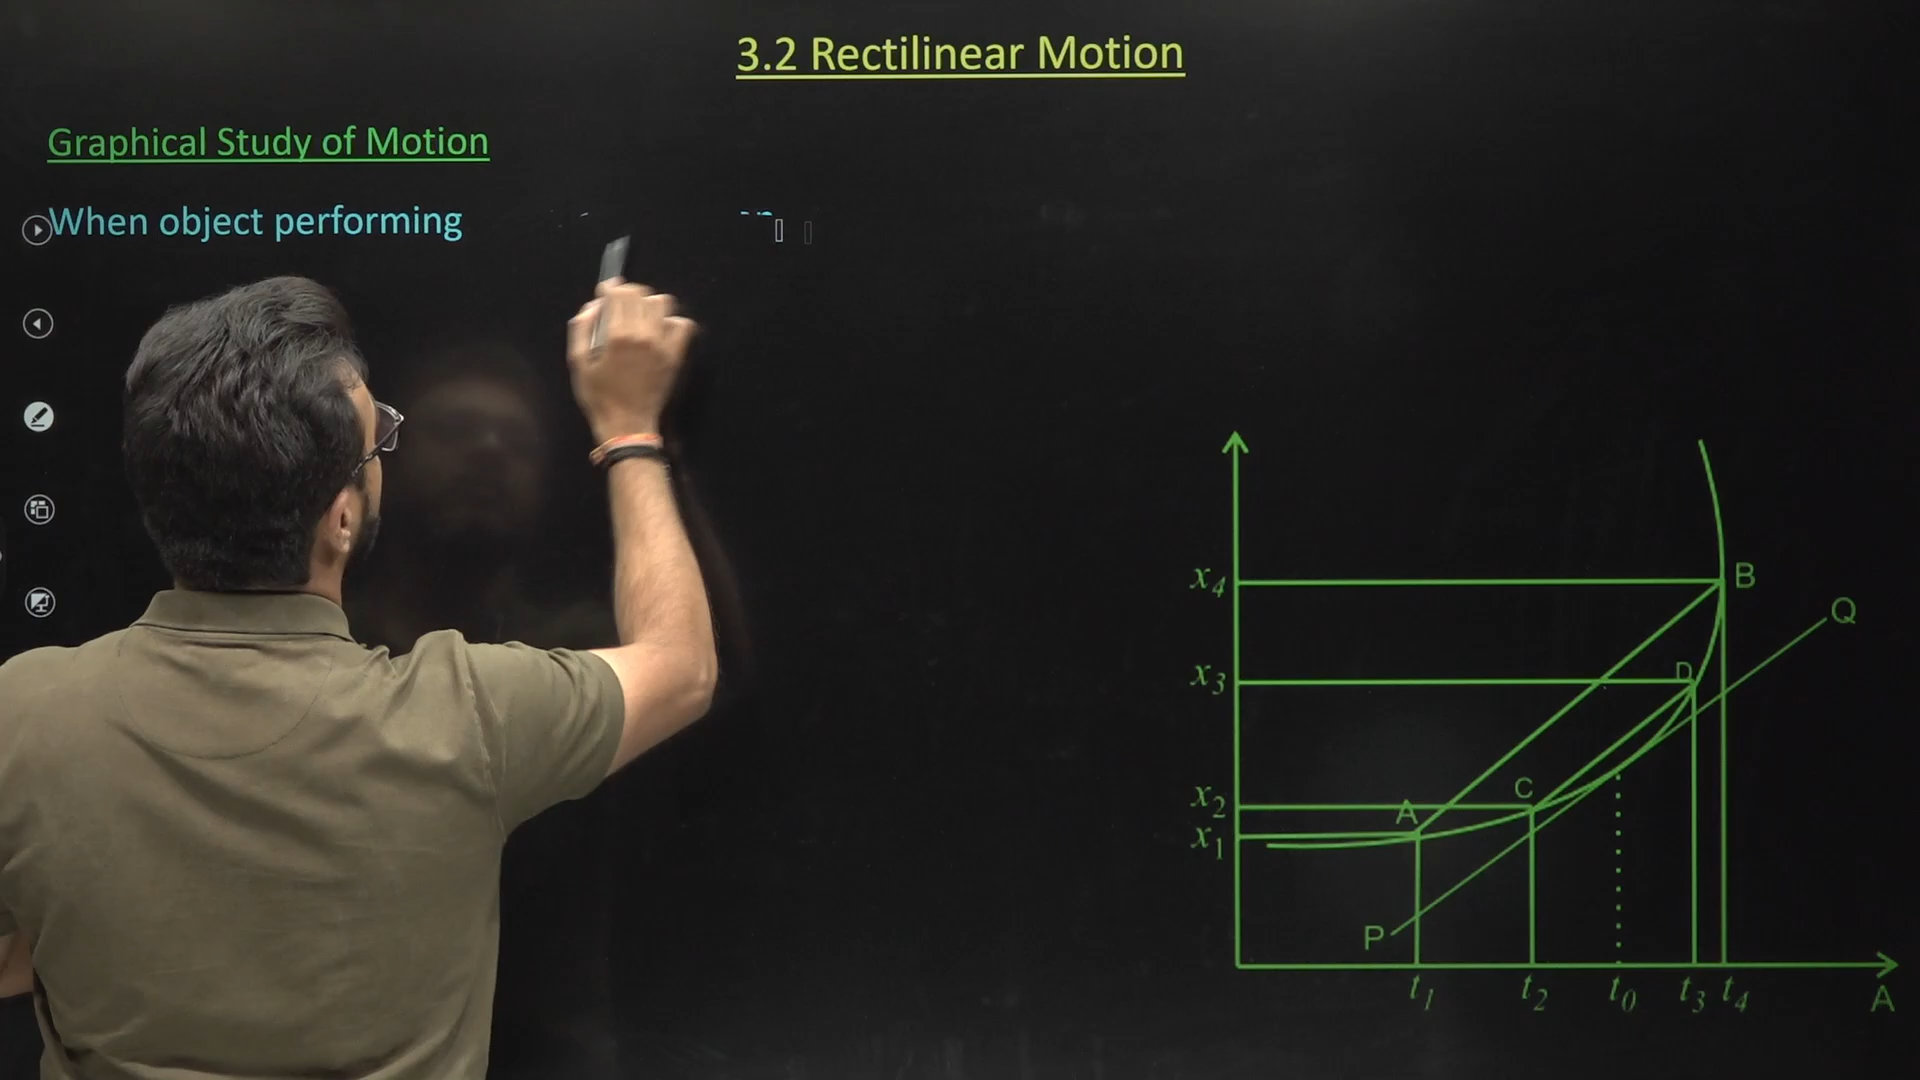 3.2 Rectilinear Motion
Graphical Study of Motion
When object performing
x4
B
Q
x3
D
x2
C
A
x1
P
t1 t2 t0 t3 t4
A